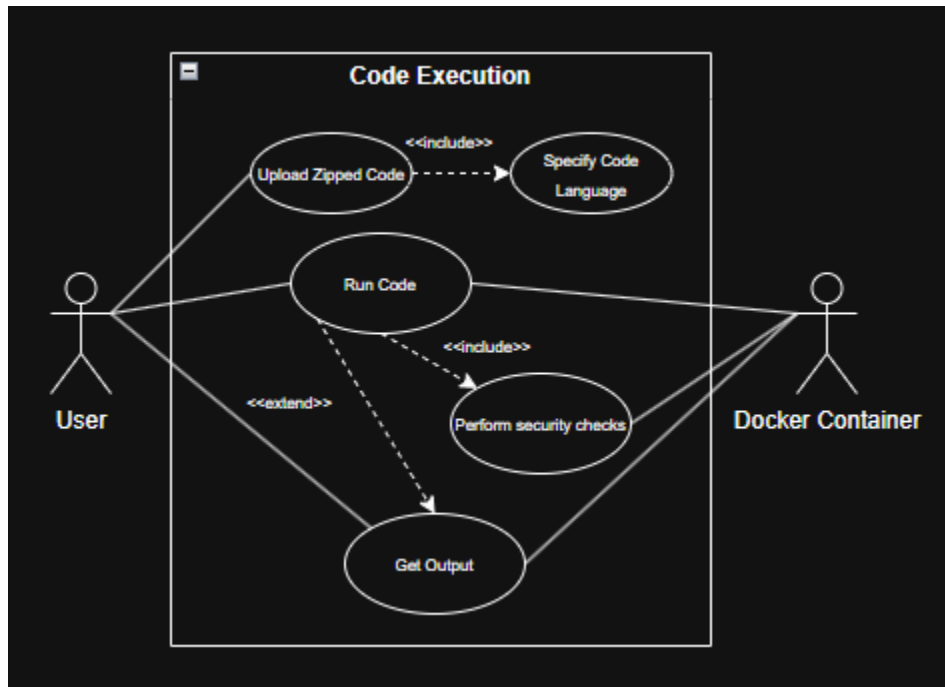 Code Execution
<<include>>
Upload Zipped Code
Specify Code
Language
Run Code
<<include>>
<<extend>>
User
Docker Container
Perform security checks
Get Output